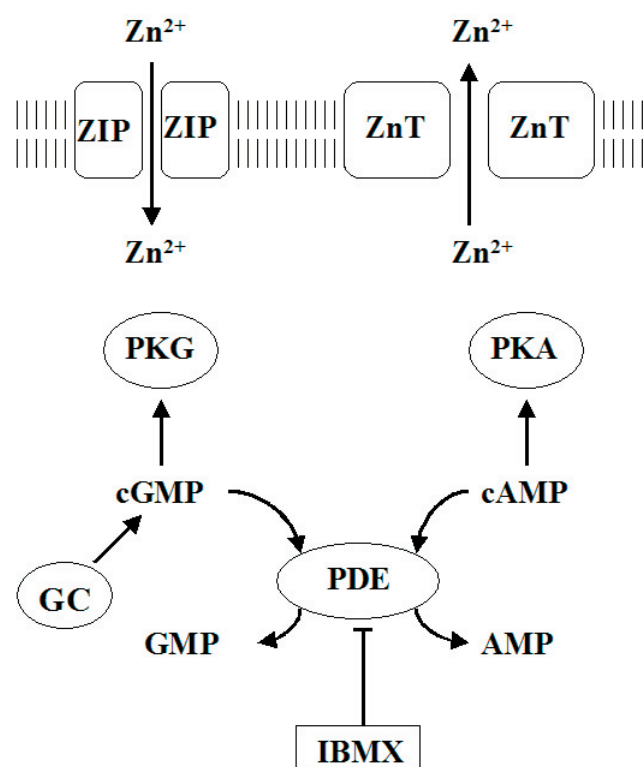 Zn²⁺ Zn²⁺
ZIP ZIP ZnT ZnT
Zn²⁺ Zn²⁺
PKG PKA
cGMP cAMP
PDE
GC
GMP AMP
IBMX